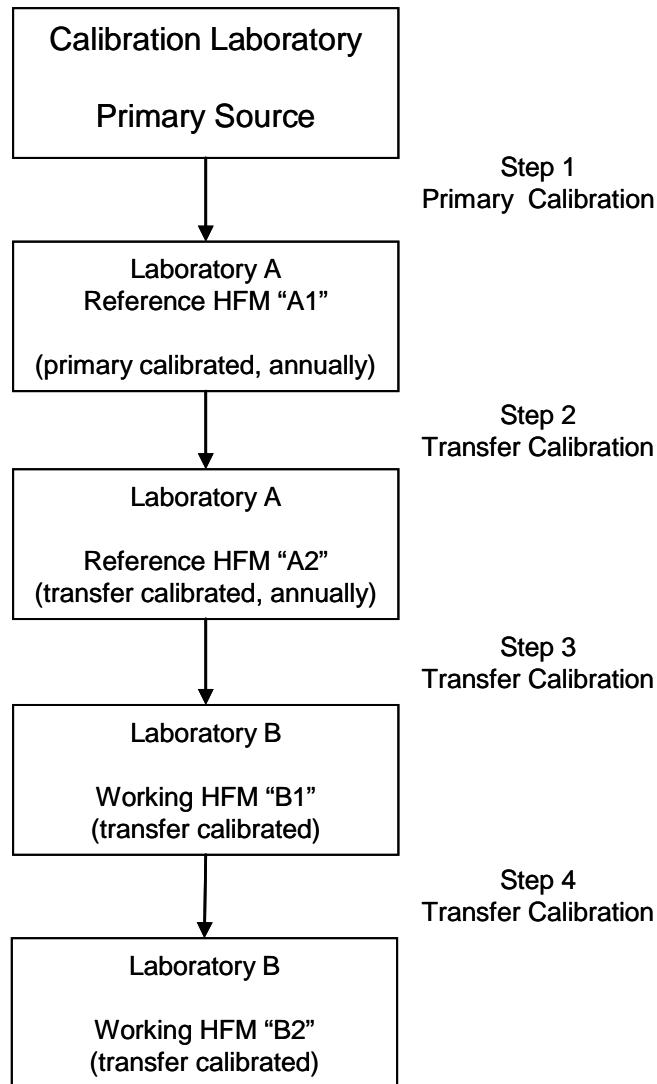 Calibration Laboratory
Primary Source
Step 1
Primary Calibration
Laboratory A
Reference HFM “A1”
(primary calibrated, annually)
Step 2
Transfer Calibration
Laboratory A
Reference HFM “A2”
(transfer calibrated, annually)
Step 3
Transfer Calibration
Laboratory B
Working HFM “B1”
(transfer calibrated)
Step 4
Transfer Calibration
Laboratory B
Working HFM “B2”
(transfer calibrated)